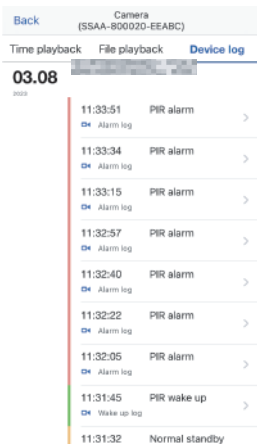 Back
Camera
(SSAA-800020-EEABC)
Time playback File playback Device log
03.08
11:33:51 PIR alarm
Alarm log
11:33:34 PIR alarm
Alarm log
11:33:15 PIR alarm
Alarm log
11:32:57 PIR alarm
Alarm log
11:32:40 PIR alarm
Alarm log
11:32:22 PIR alarm
Alarm log
11:32:05 PIR alarm
Alarm log
11:31:45 PIR wake up
Wake up log
11:31:32 Normal standby